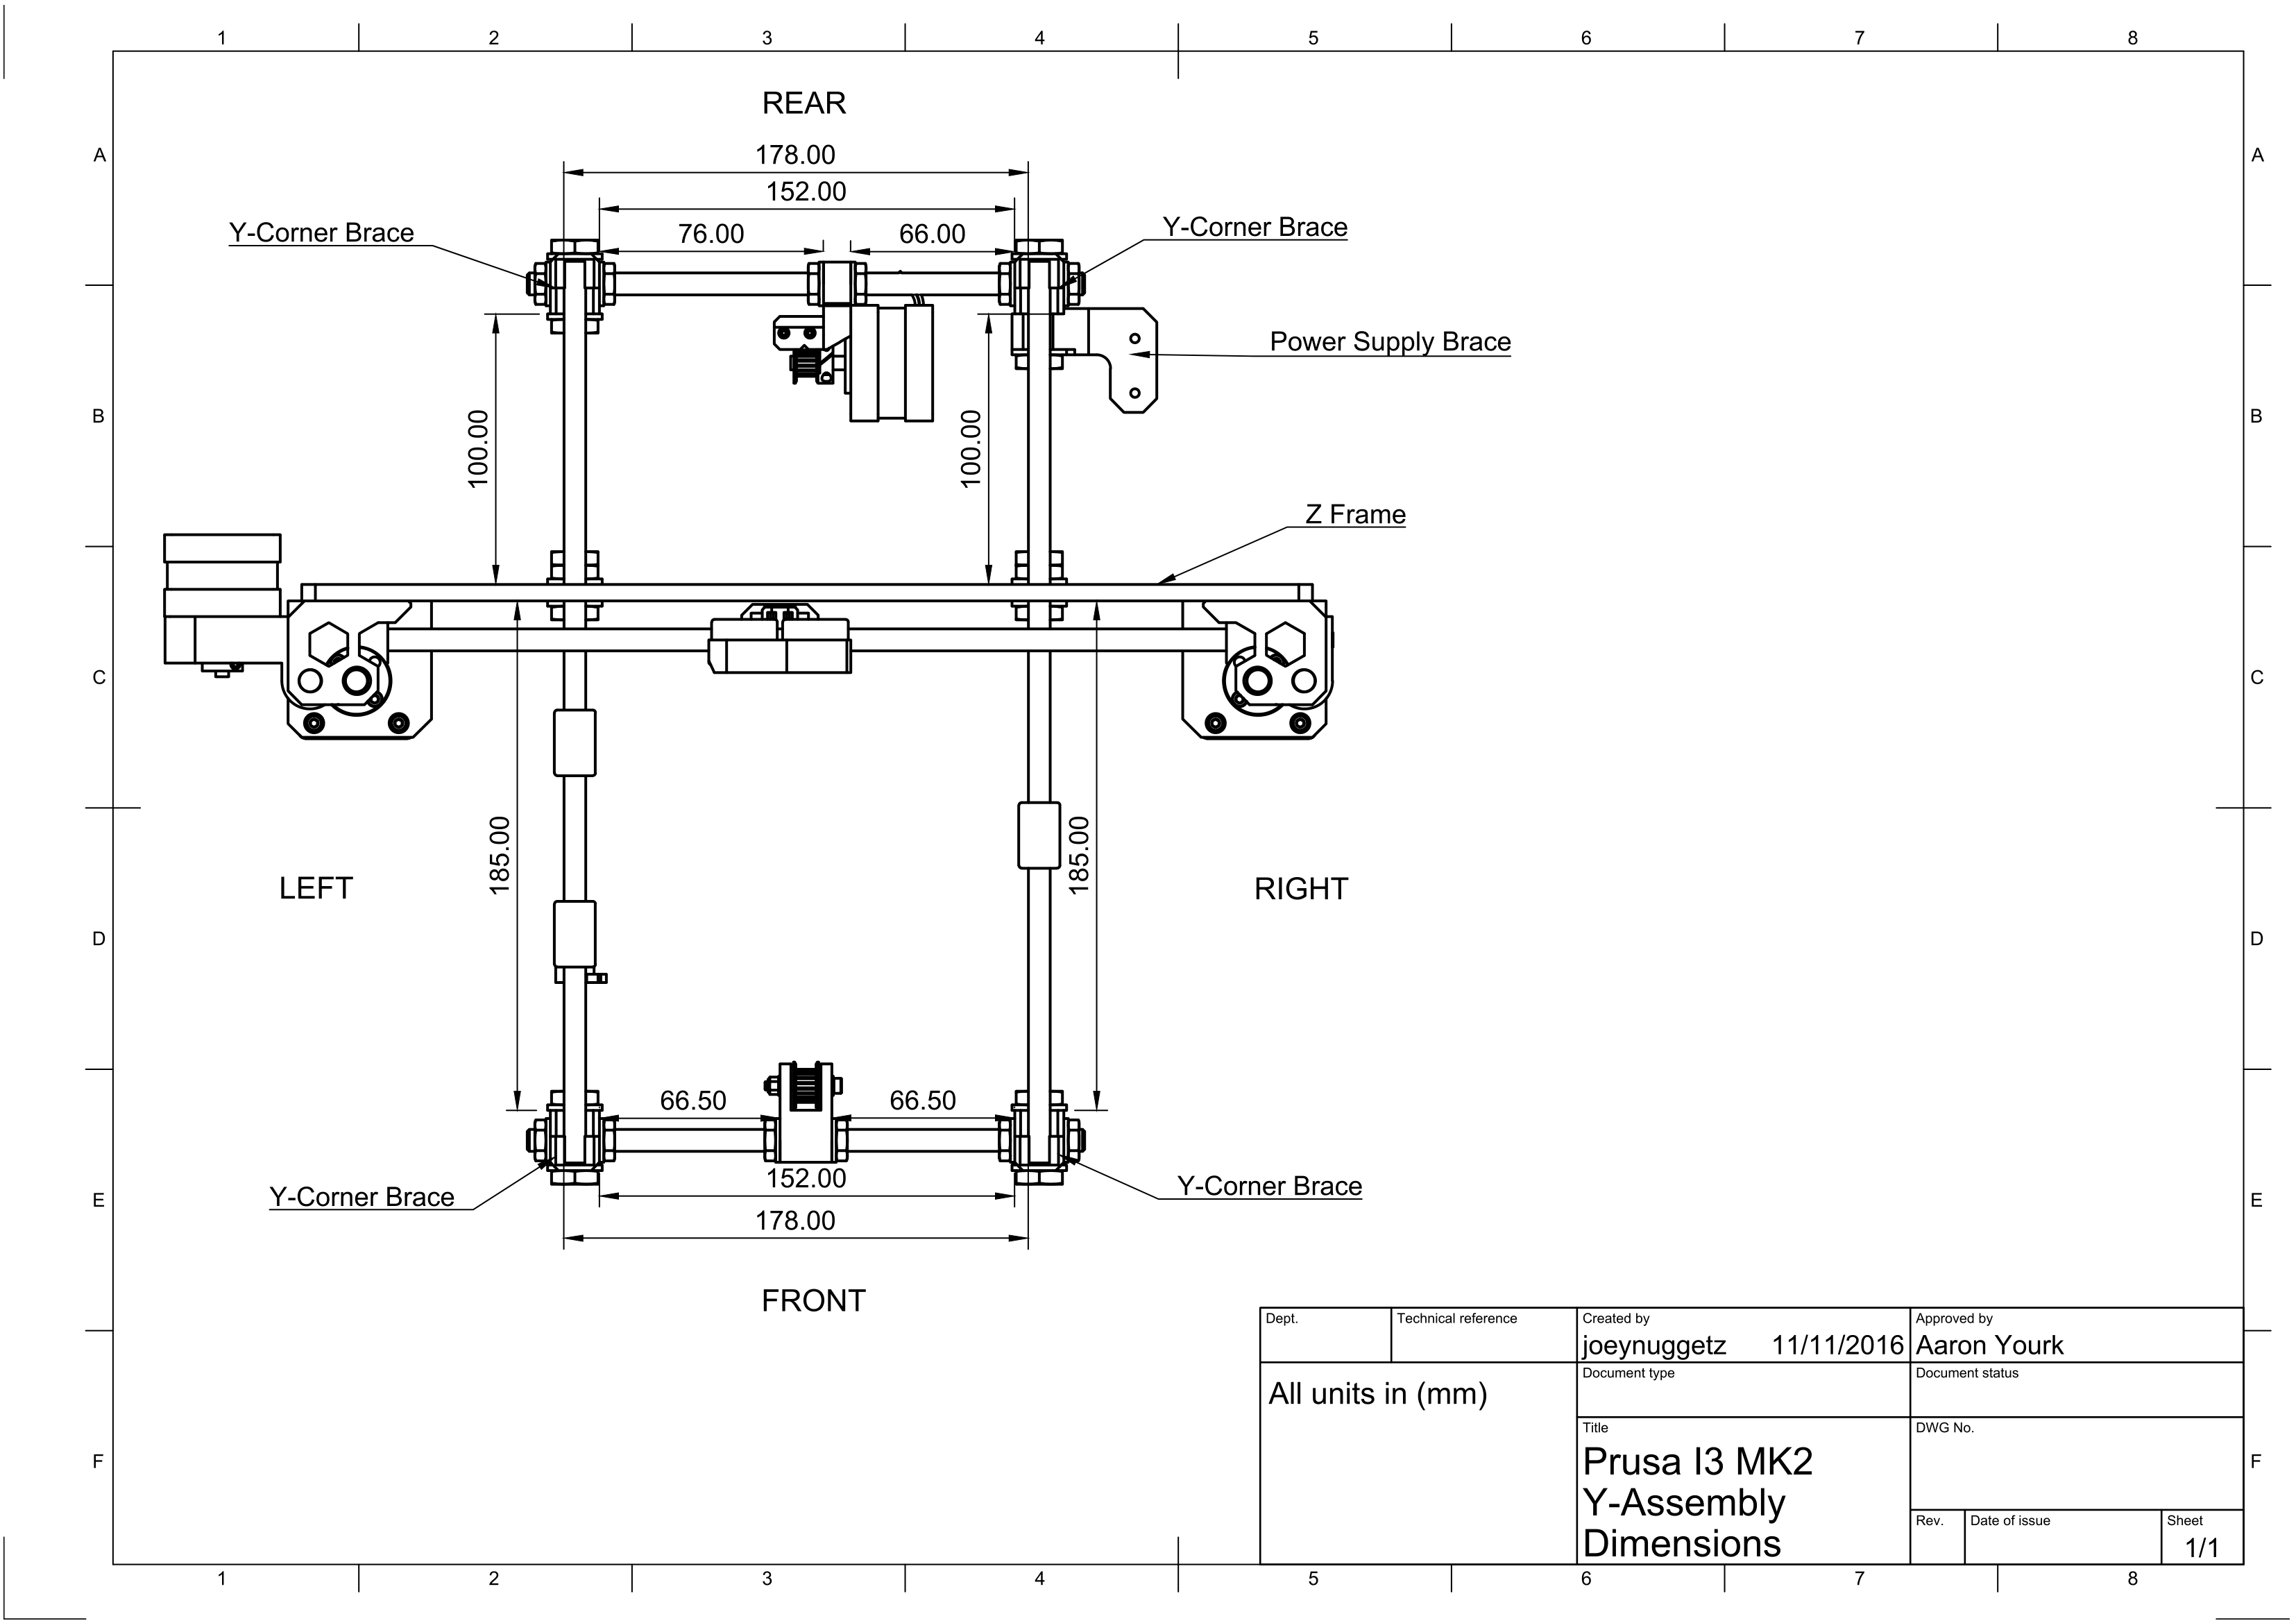 1 2 3 4 5 6 7 8
REAR
A 178.00 A
152.00
Y-Corner Brace 76.00 66.00 Y-Corner Brace
Power Supply Brace
B 100.00 100.00 B
Z Frame
C C
185.00 185.00
LEFT RIGHT
D D
66.50 66.50
152.00
Y-Corner Brace Y-Corner Brace
E E
178.00
FRONT
Dept. Technical reference Created by Approved by
joeynuggetz 11/11/2016 Aaron Yourk
Document type Document status
All units in (mm)
Title DWG No.
F Prusa I3 MK2 F
Y-Assembly
Dimensions
Rev. Date of issue Sheet
1/1
1 2 3 4 5 6 7 8